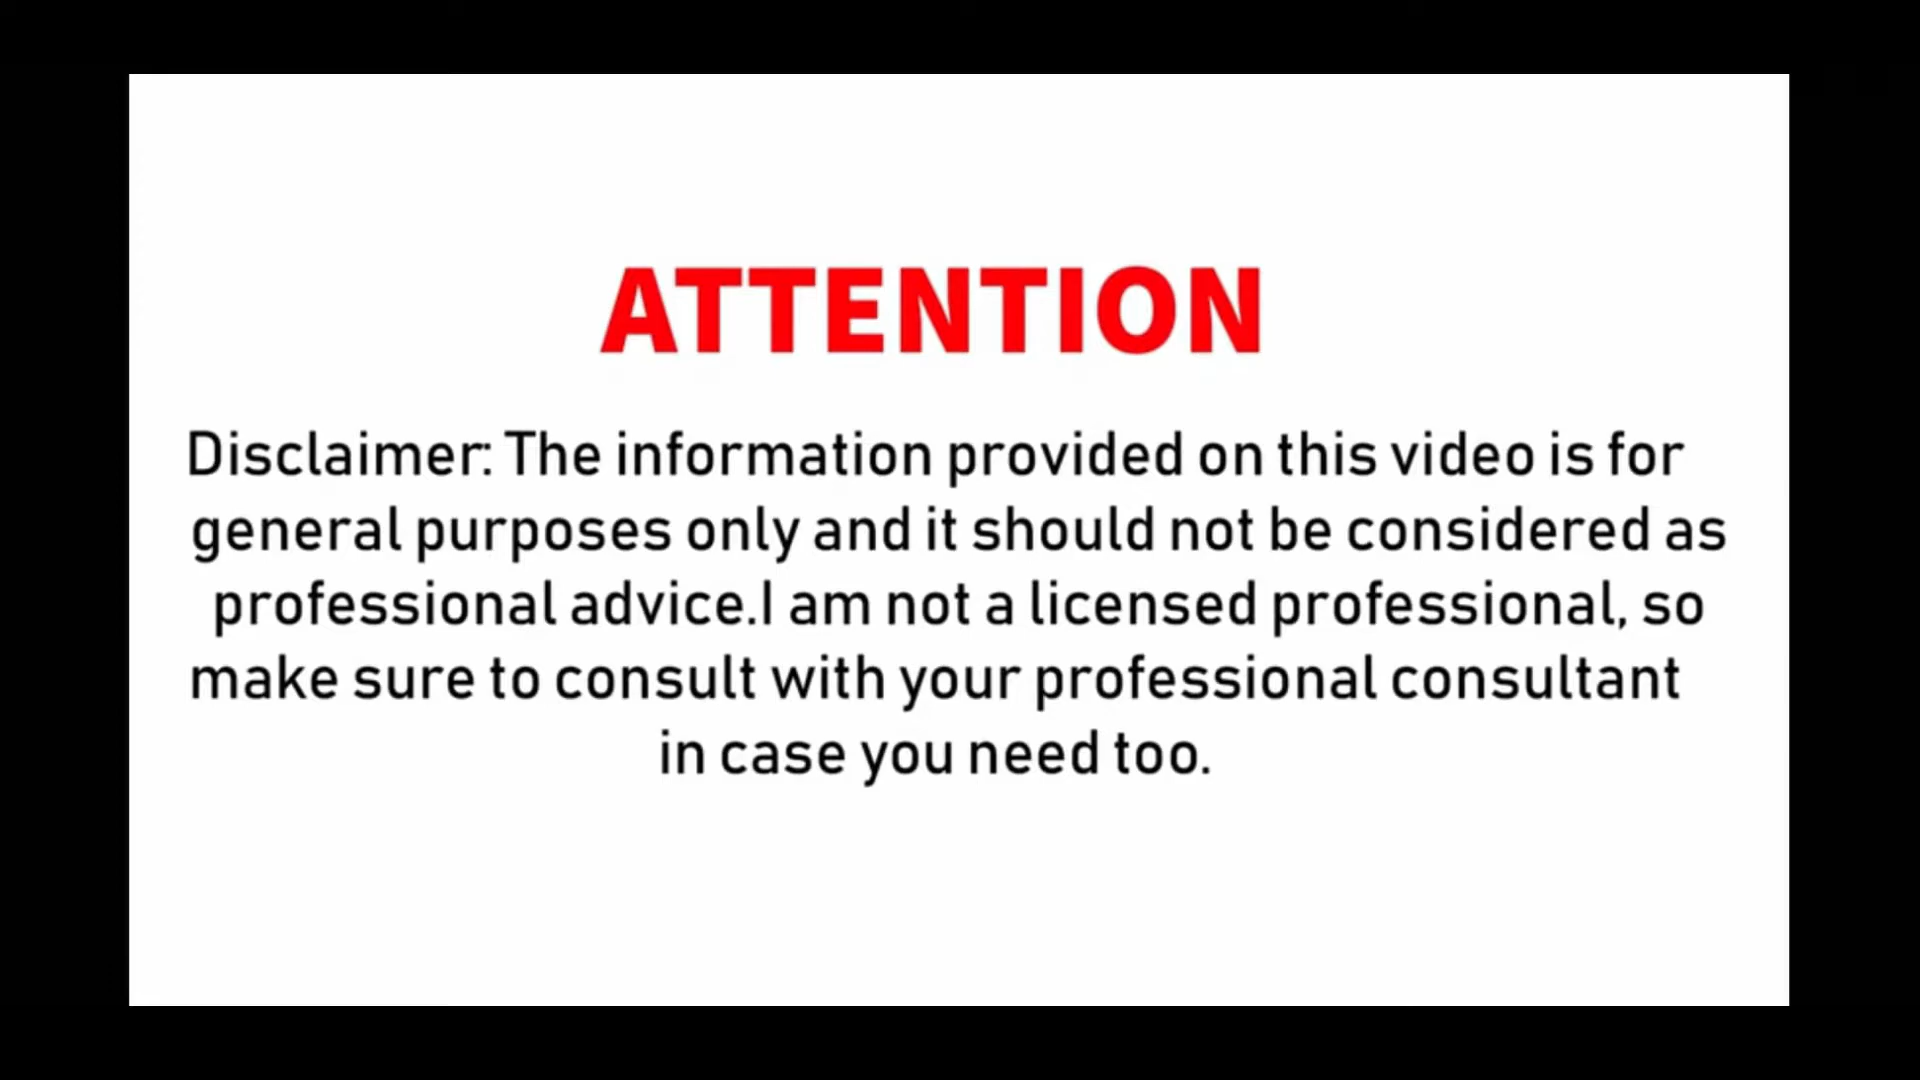 ATTENTION
Disclaimer: The information provided on this video is for
general purposes only and it should not be considered as
professional advice.I am not a licensed professional, so
make sure to consult with your professional consultant
in case you need too.